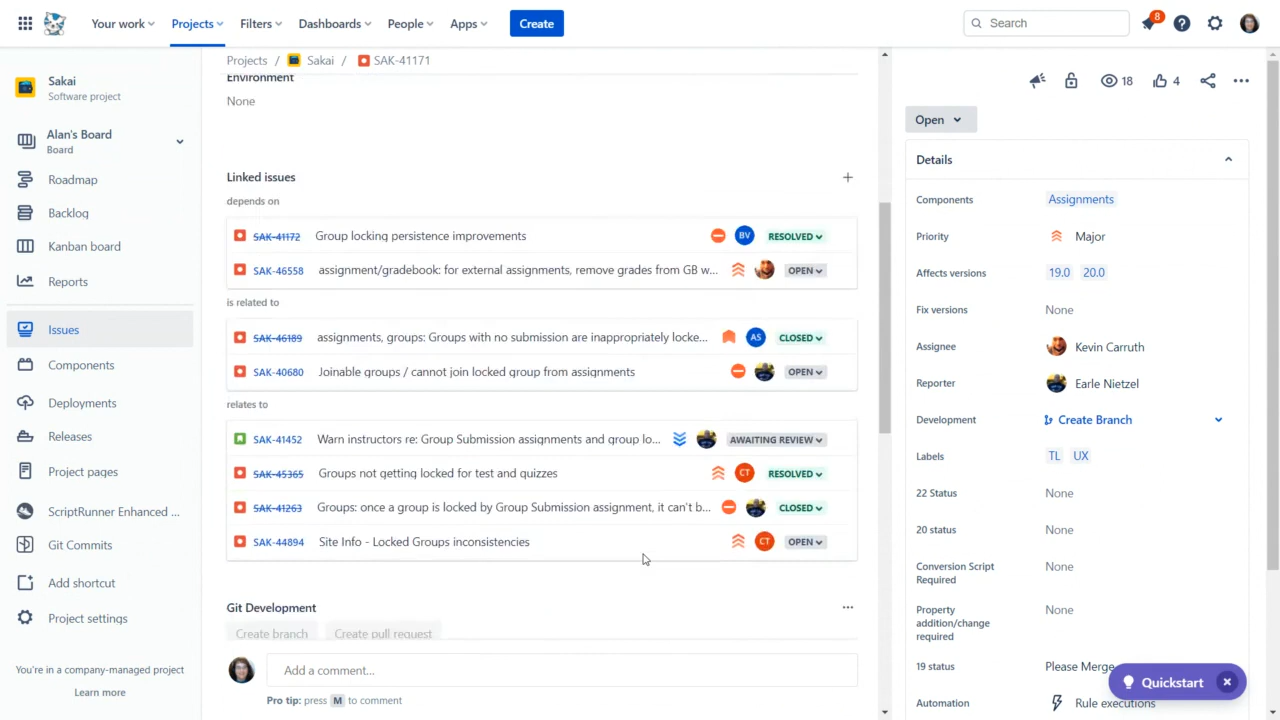 Your work Projects Filters Dashboards People Apps Create Search 8
Sakai
Software project
Alan's Board
Board
Roadmap
Backlog
Kanban board
Reports
Issues
Components
Deployments
Releases
Project pages
ScriptRunner Enhanced ...
Git Commits
Add shortcut
Project settings
You're in a company-managed project
Learn more
Projects / Sakai / SAK-41171
Environment
None
Linked issues
depends on
SAK-41172 Group locking persistence improvements BV RESOLVED
SAK-46558 assignment/gradebook: for external assignments, remove grades from GB w... OPEN
is related to
SAK-46189 assignments, groups: Groups with no submission are inappropriately locke... AS CLOSED
SAK-40680 Joinable groups / cannot join locked group from assignments OPEN
relates to
SAK-41452 Warn instructors re: Group Submission assignments and group lo... AWAITING REVIEW
SAK-45365 Groups not getting locked for test and quizzes CT RESOLVED
SAK-41263 Groups: once a group is locked by Group Submission assignment, it can't b... CLOSED
SAK-44894 Site Info - Locked Groups inconsistencies CT OPEN
Git Development
Create branch Create pull request
Add a comment...
Pro tip: press M to comment
18 4
Open
Details
Components Assignments
Priority Major
Affects versions 19.0 20.0
Fix versions None
Assignee Kevin Carruth
Reporter Earle Nietzel
Development Create Branch
Labels TL UX
22 Status None
20 status None
Conversion Script
Required None
Property
addition/change
required None
19 status Please Merge
Automation Rule executions
Quickstart